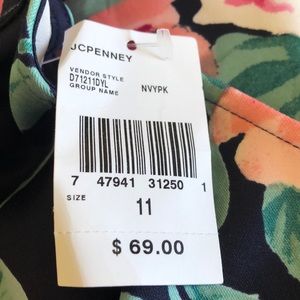 JCPENNEY
VENDOR STYLE
D71211DYL
GROUP NAME NVYPK
7 47941 31250 1
SIZE 11
$ 69.00